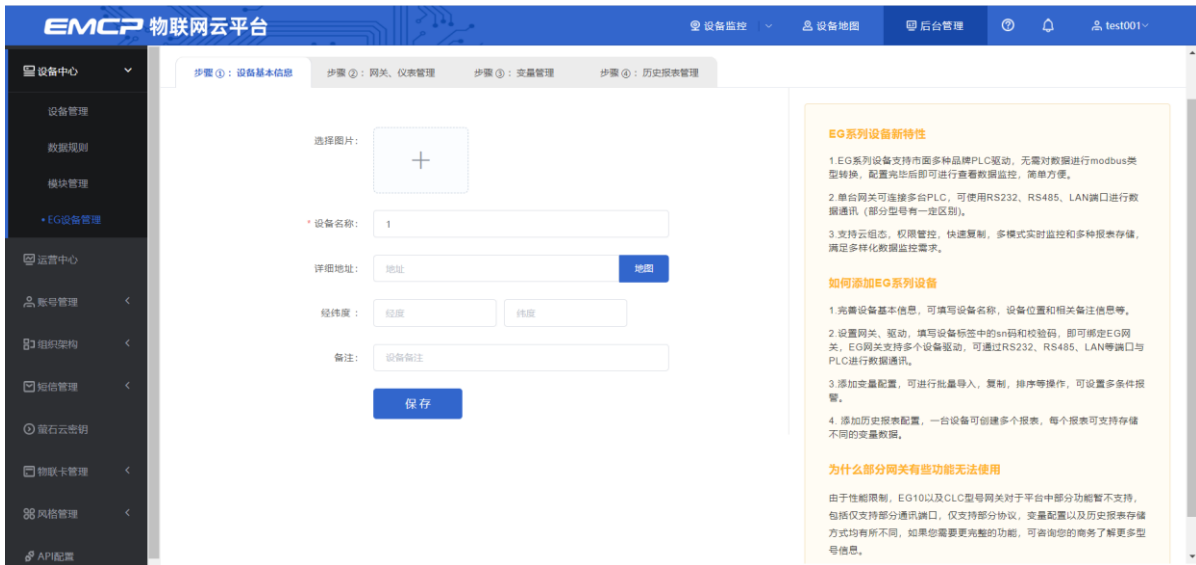 EMCP 物联网云平台
设备监控
设备地图
后台管理
test001
设备中心
设备管理
数据规则
模块管理
•EG设备管理
运营中心
账号管理
组织架构
短信管理
萤石云密钥
物联卡管理
风格管理
API配置
步骤①：设备基本信息
步骤②：网关、仪表管理
步骤③：变量管理
步骤④：历史报表管理
选择图片：
* 设备名称：
1
详细地址：
地址
地图
经纬度：
经度
纬度
备注：
设备备注
保存
EG系列设备新特性
1.EG系列设备支持市面多种品牌PLC驱动，无需对数据进行modbus类
型转换，配置完毕后即可进行查看数据监控，简单方便。
2.单台网关可连接多台PLC，可使用RS232、RS485、LAN端口进行数
据通讯（部分型号有一定区别)。
3.支持云组态，权限管控，快速复制，多模式实时监控和多种报表存储，
满足多样化数据监控需求。
如何添加EG系列设备
1.完善设备基本信息，可填写设备名称，设备位置和相关备注信息等。
2.设置网关、驱动，填写设备标签中的sn码和校验码，即可绑定EG网
关，EG网关支持多个设备驱动，可通过RS232、RS485、LAN等端口与
PLC进行数据通讯。
3.添加变量配置，可进行批量导入，复制，排序等操作，可设置多条件报
警。
4. 添加历史报表配置，一台设备可创建多个报表，每个报表可支持存储
不同的变量数据。
为什么部分网关有些功能无法使用
由于性能限制，EG10以及CLC型号网关对于平台中部分功能暂不支持，
包括仅支持部分通讯端口，仅支持部分协议，变量配置以及历史报表存储
方式均有所不同，如果您需要更完整的功能，可咨询您的商务了解更多型
号信息。